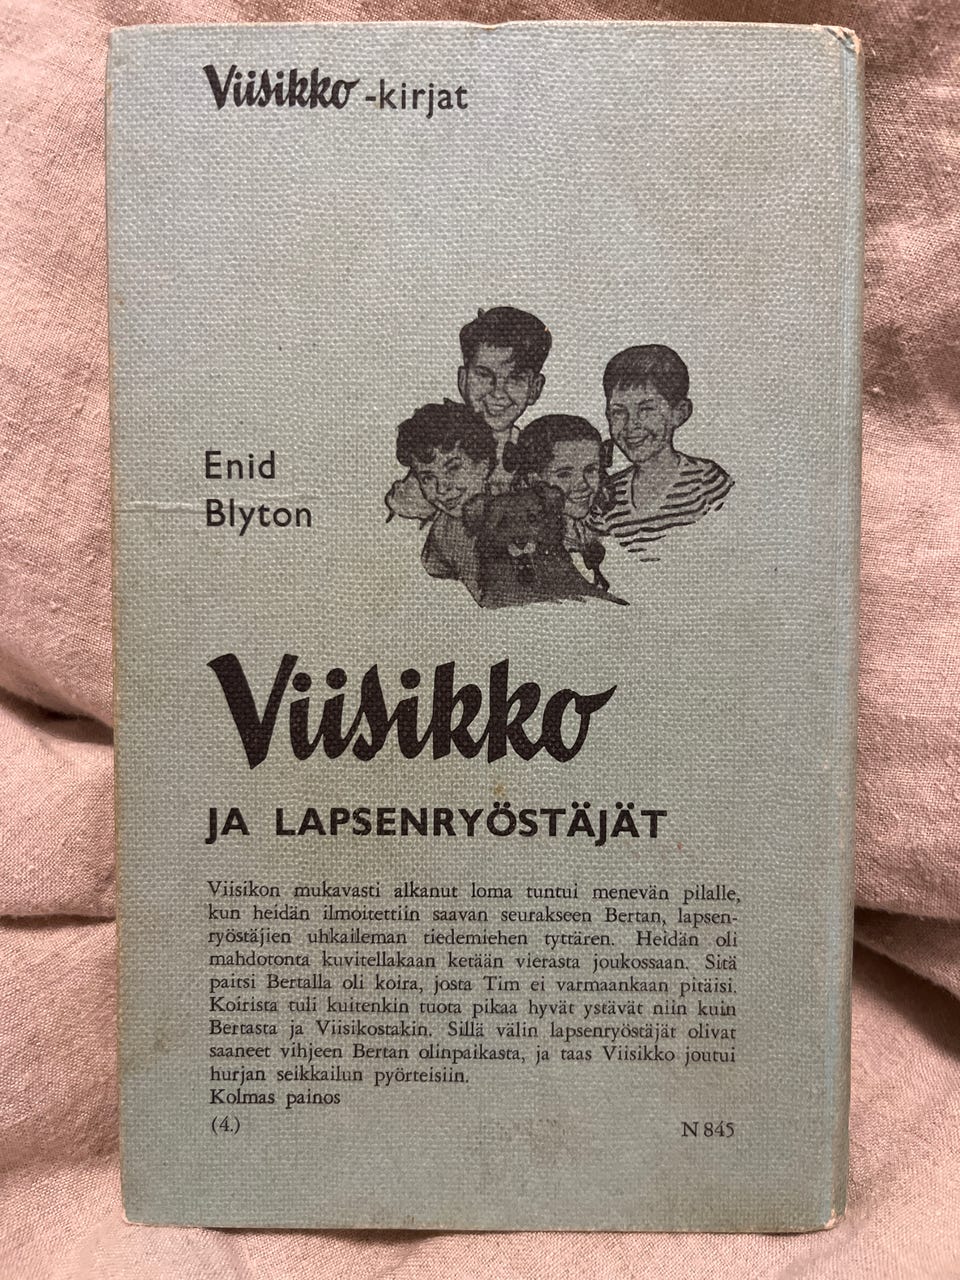 Viisikko -kirjat
Enid
Blyton
Viisikko
JA LAPSENRYÖSTÄJÄT
Viisikon mukavasti alkanut loma tuntui menevän pilalle,
kun heidän ilmoitettiin saavan seurakseen Bertan, lapsen-
ryöstäjien uhkaileman tiedemiehen tyttären. Heidän oli
mahdotonta kuvitellakaan ketään vierasta joukossaan. Sitä
paitsi Bertalla oli koira, josta Tim ei varmaankaan pitäisi.
Koirista tuli kuitenkin tuota pikaa hyvät ystävät niin kuin
Bertasta ja Viisikostakin. Sillä välin lapsenryöstäjät olivat
saaneet vihjeen Bertan olinpaikasta, ja taas Viisikko joutui
hurjan seikkailun pyörteisiin.
Kolmas painos
(4.) N 845